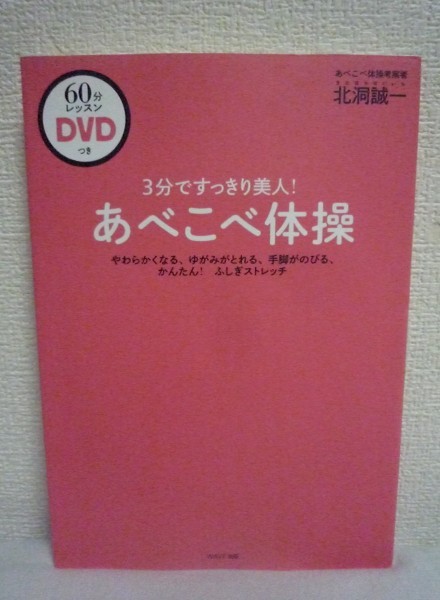 60分
レッスン
DVD
つき
あべこべ体操考案者
北洞誠一
3分ですっきり美人!
あべこべ体操
やわらかくなる、ゆがみがとれる、手脚がのびる、
かんたん! ふしぎストレッチ